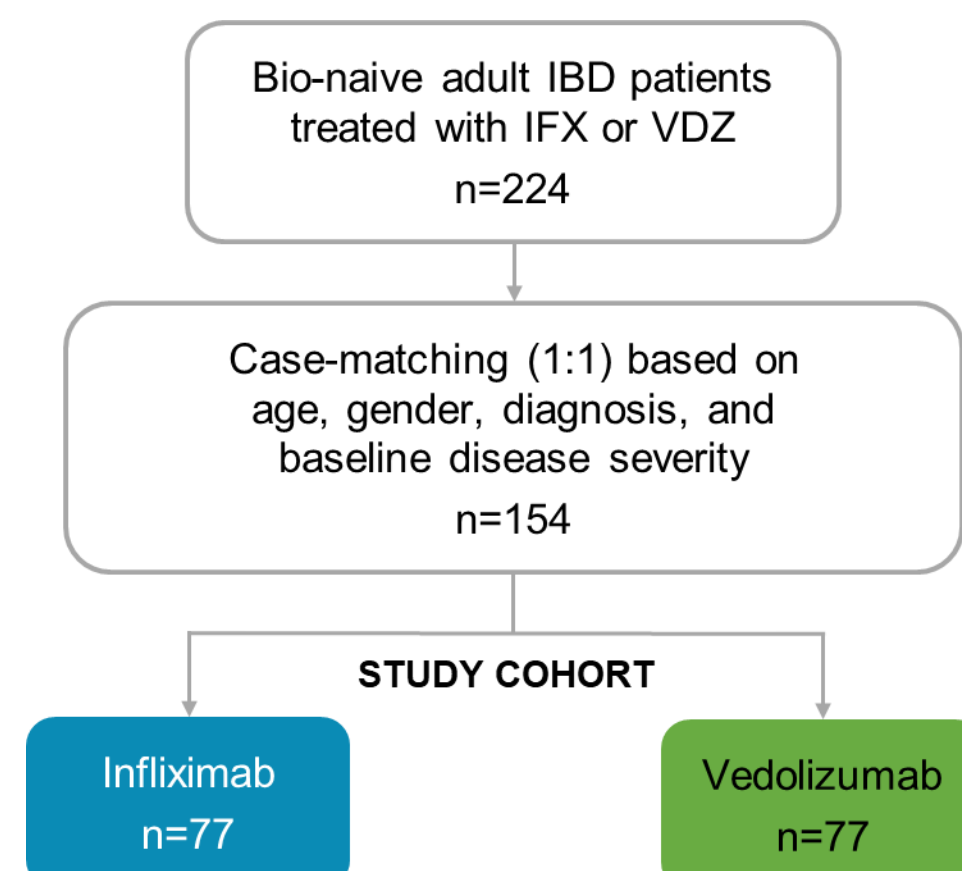 Bio-naive adult IBD patients
treated with IFX or VDZ
n=224
Case-matching (1:1) based on
age, gender, diagnosis, and
baseline disease severity
n=154
STUDY COHORT
Infliximab
n=77
Vedolizumab
n=77